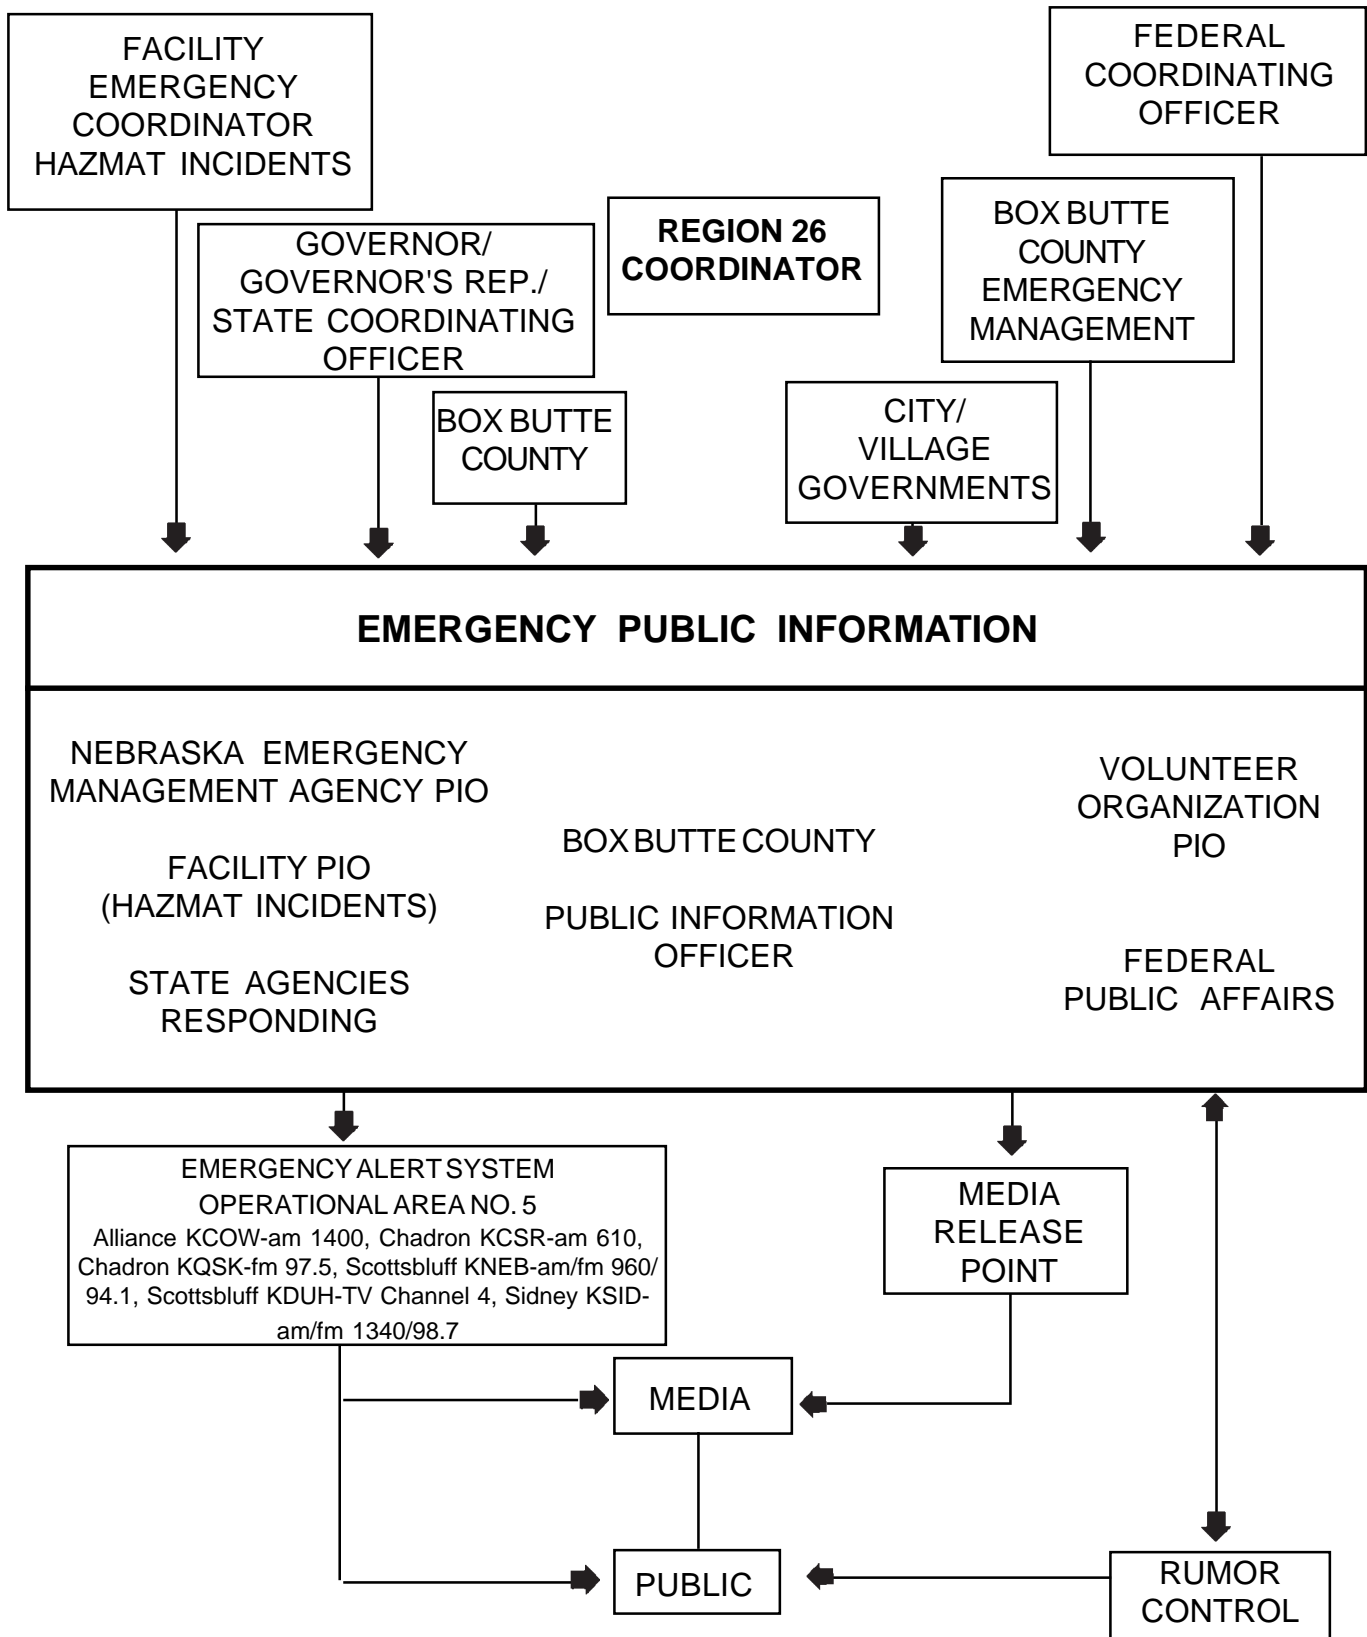 FACILITY
EMERGENCY
COORDINATOR
HAZMAT INCIDENTS
FEDERAL
COORDINATING
OFFICER
GOVERNOR/
GOVERNOR'S REP./
STATE COORDINATING
OFFICER
REGION 26
COORDINATOR
BOX BUTTE
COUNTY
EMERGENCY
MANAGEMENT
BOX BUTTE
COUNTY
CITY/
VILLAGE
GOVERNMENTS
EMERGENCY PUBLIC INFORMATION
NEBRASKA EMERGENCY
MANAGEMENT AGENCY PIO
FACILITY PIO
(HAZMAT INCIDENTS)
STATE AGENCIES
RESPONDING
BOX BUTTE COUNTY
PUBLIC INFORMATION
OFFICER
VOLUNTEER
ORGANIZATION
PIO
FEDERAL
PUBLIC AFFAIRS
EMERGENCY ALERT SYSTEM
OPERATIONAL AREA NO. 5
Alliance KCOW-am 1400, Chadron KCSR-am 610,
Chadron KQSK-fm 97.5, Scottsbluff KNEB-am/fm 960/
94.1, Scottsbluff KDUH-TV Channel 4, Sidney KSID-
am/fm 1340/98.7
MEDIA
RELEASE
POINT
MEDIA
PUBLIC
RUMOR
CONTROL